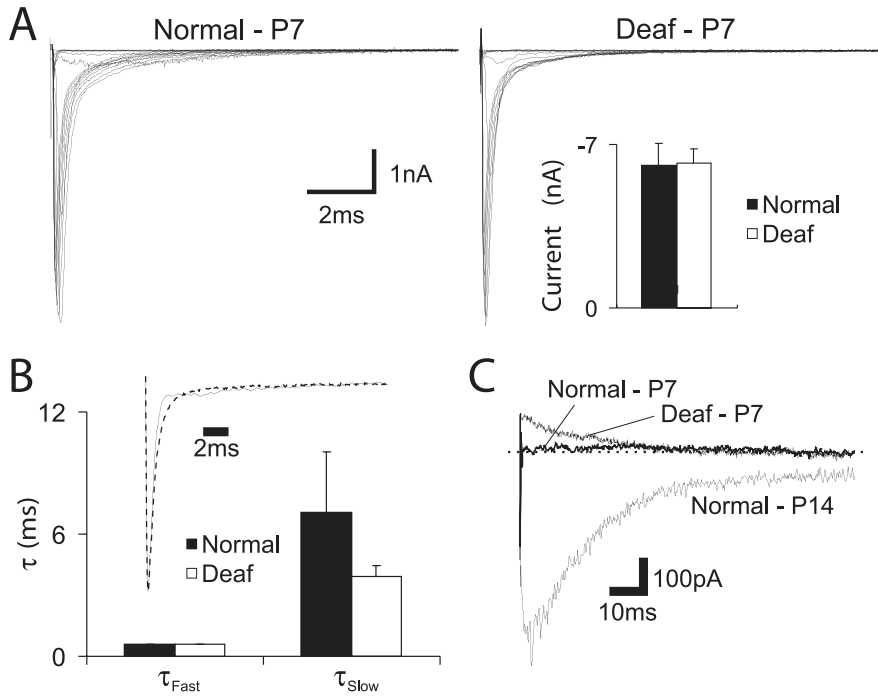 A
Normal - P7
Deaf - P7
1nA
2ms
-7
Current (nA)
0
Normal
Deaf
B
12
6
0
τ (ms)
2ms
Normal
Deaf
τFast
τSlow
C
Normal - P7
Deaf - P7
Normal - P14
100pA
10ms